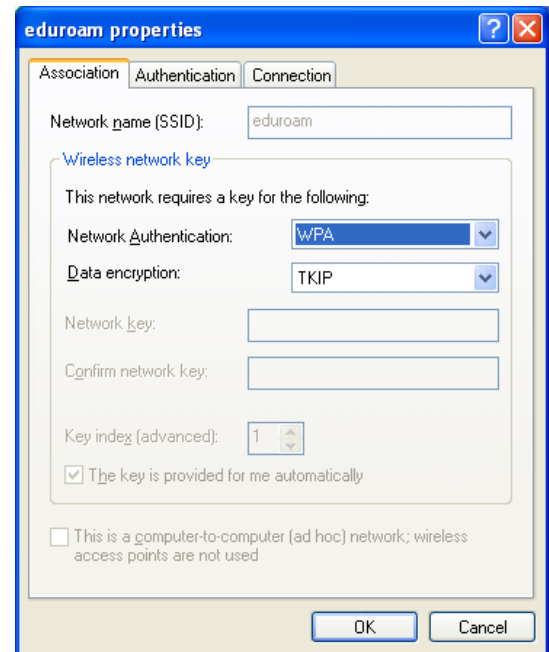 eduroam properties
Association Authentication Connection
Network name (SSID): eduroam
Wireless network key
This network requires a key for the following:
Network Authentication: WPA
Data encryption: TKIP
Network key:
Confirm network key:
Key index (advanced): 1
The key is provided for me automatically
This is a computer-to-computer (ad hoc) network; wireless
access points are not used
OK Cancel